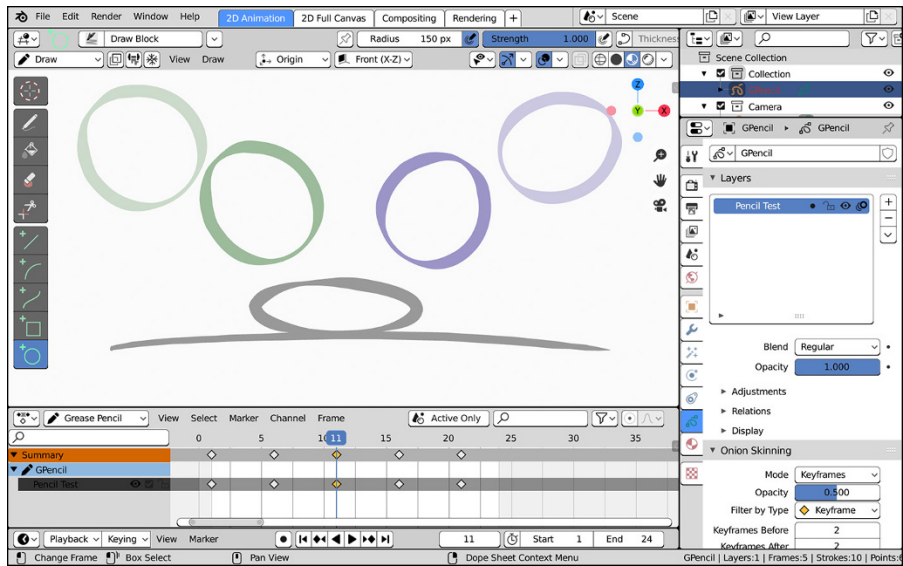 File Edit Render Window Help 2D Animation 2D Full Canvas Compositing Rendering + Scene View Layer
Draw Block Radius 150 px Strength 1.000 Thickness
Draw View Draw Origin Front (X-Z)
Scene Collection
Collection
Camera
Z
Y X
GPencil GPencil
GPencil
Layers
Pencil Test
Blend Regular
Opacity 1.000
Adjustments
Relations
Display
Onion Skinning
Mode Keyframes
Opacity 0.500
Filter by Type Keyframe
Keyframes Before 2
Keyframes After 2
Grease Pencil View Select Marker Channel Frame Active Only
0 5 10 11 15 20 25 30 35
Summary
GPencil
Pencil Test
Playback Keying View Marker 11 Start 1 End 24
Change Frame Box Select Pan View Dope Sheet Context Menu GPencil | Layers:1 | Frames:5 | Strokes:10 | Points:6